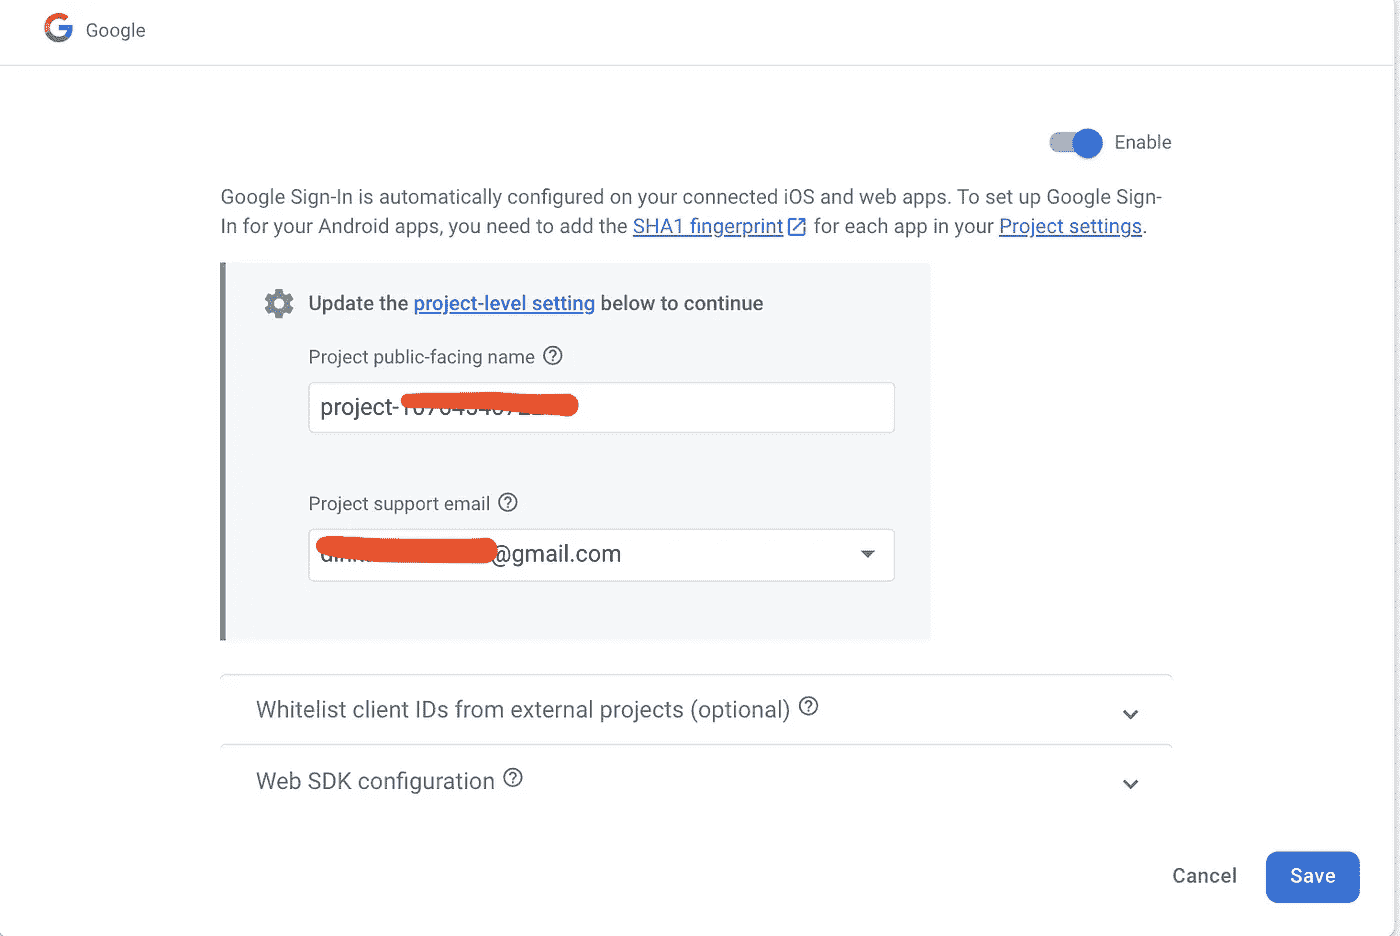 Google
Enable
Google Sign-In is automatically configured on your connected iOS and web apps. To set up Google Sign-
In for your Android apps, you need to add the SHA1 fingerprint for each app in your Project settings.
Update the project-level setting below to continue
Project public-facing name
project-
Project support email
@gmail.com
Whitelist client IDs from external projects (optional)
Web SDK configuration
Cancel
Save